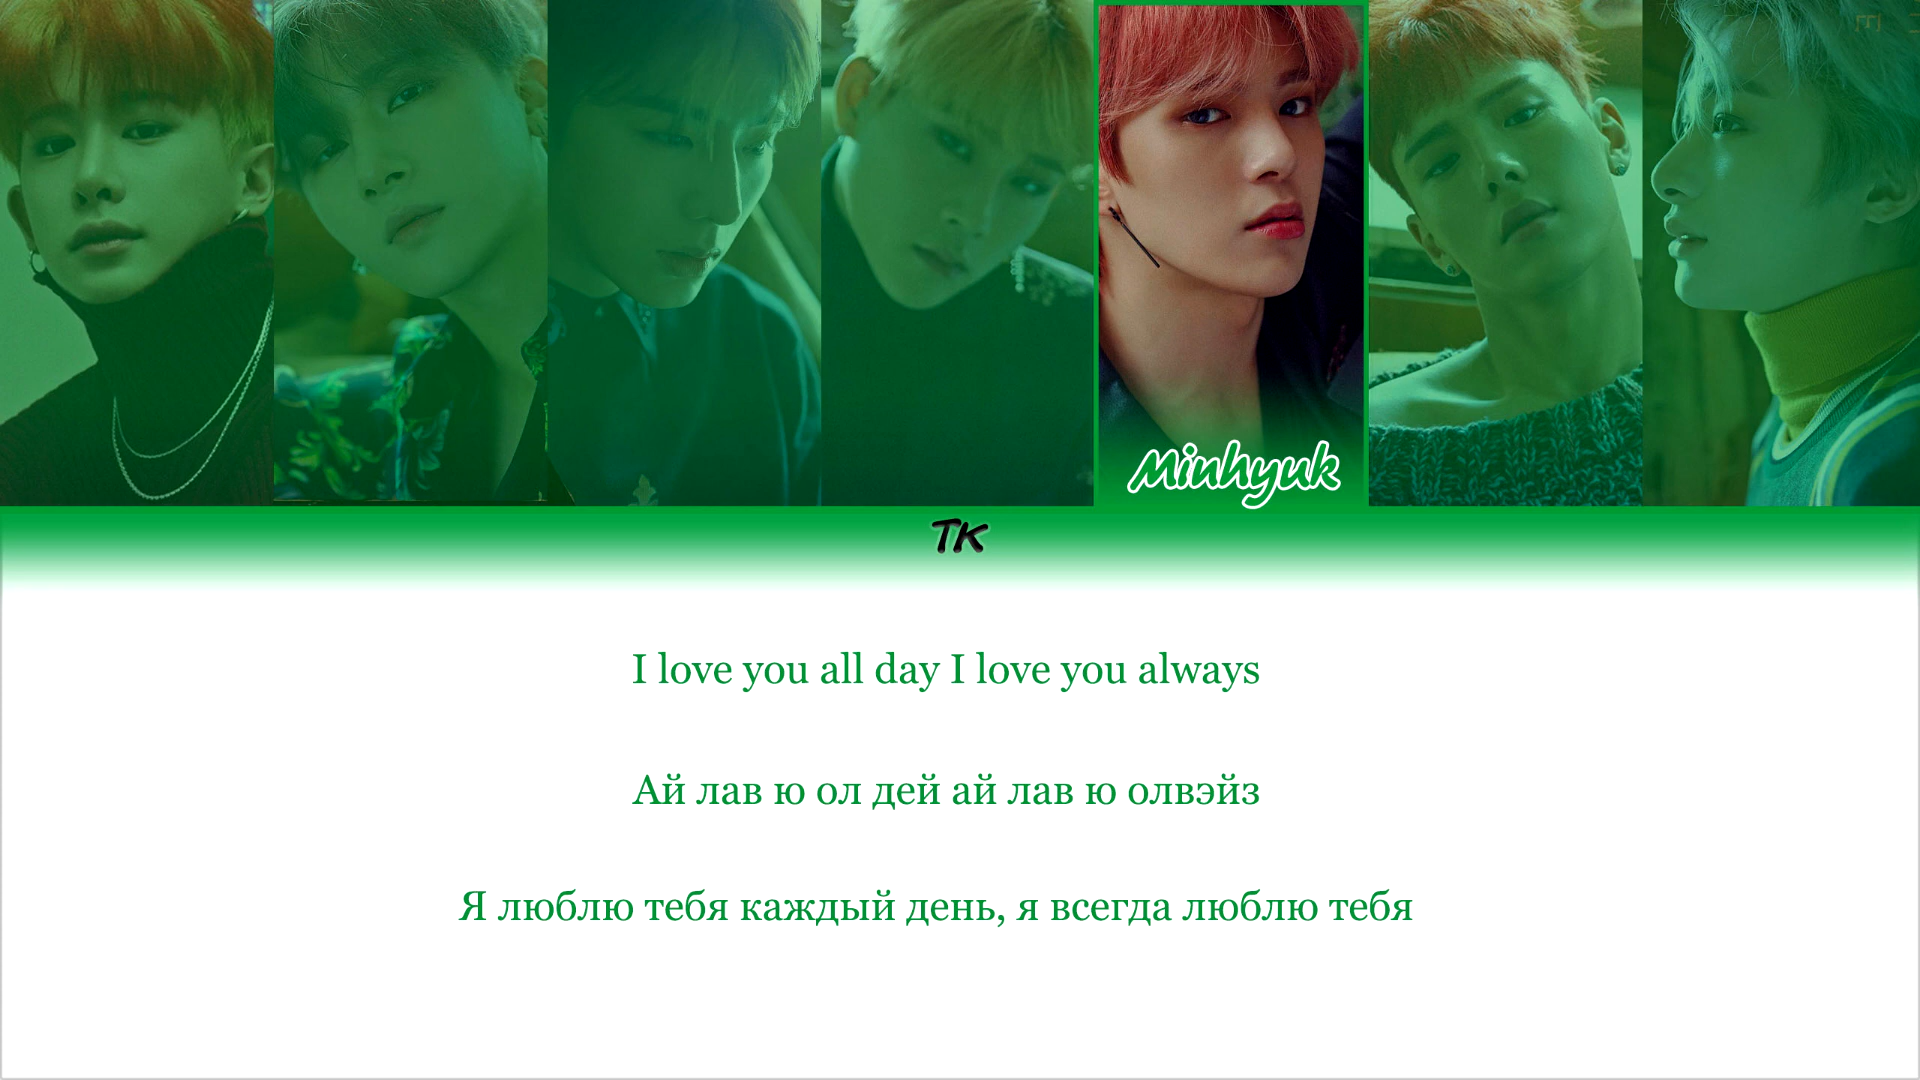 Minhyuk
TK
I love you all day I love you always
Ай лав ю ол дей ай лав ю олвэйз
Я люблю тебя каждый день, я всегда люблю тебя